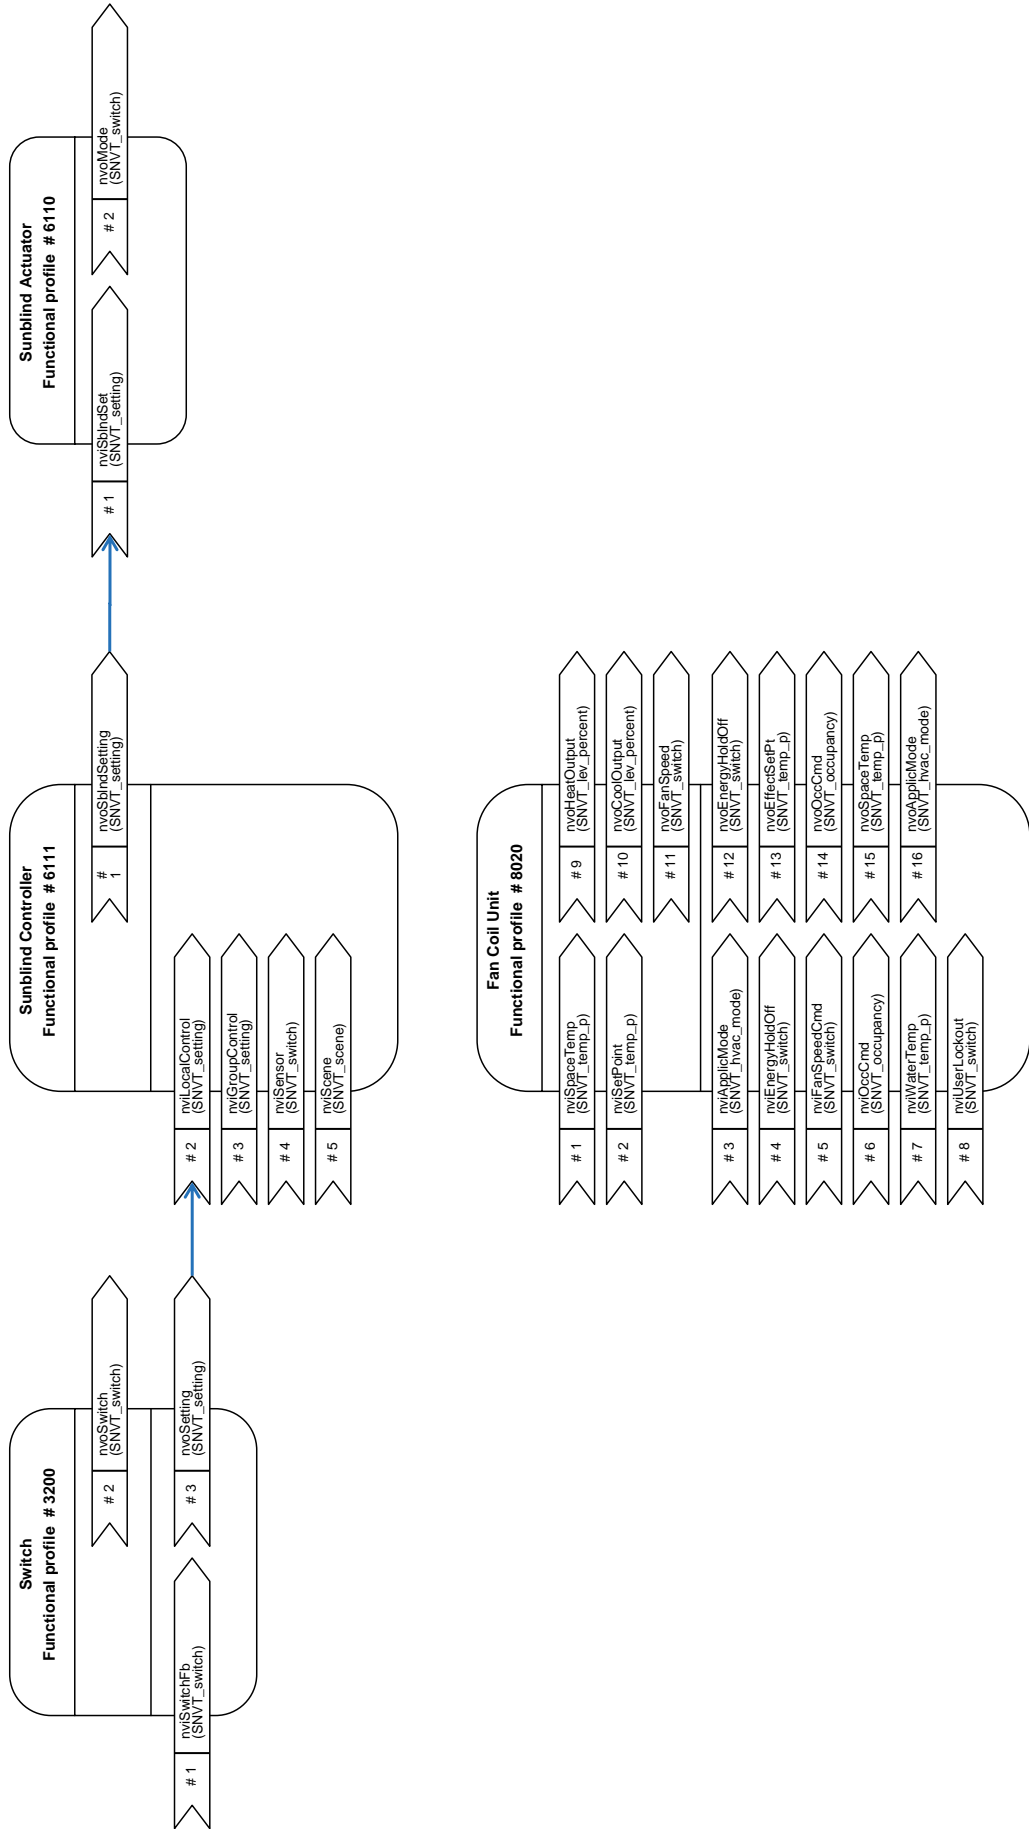 Switch
Functional profile # 3200
# 2
nvoSwitch
(SNVT_switch)
# 1
nviSwitchFb
(SNVT_switch)
# 3
nvoSetting
(SNVT_setting)
Sunblind Controller
Functional profile # 6111
#
1
nvoSblndSetting
(SNVT_setting)
# 2
nviLocalControl
(SNVT_setting)
# 3
nviGroupControl
(SNVT_setting)
# 4
nviSensor
(SNVT_switch)
# 5
nviScene
(SNVT_scene)
Sunblind Actuator
Functional profile # 6110
# 1
nviSblndSet
(SNVT_setting)
# 2
nvoMode
(SNVT_switch)
Fan Coil Unit
Functional profile # 8020
# 1
nviSpaceTemp
(SNVT_temp_p)
# 2
nviSetPoint
(SNVT_temp_p)
# 3
nviApplicMode
(SNVT_hvac_mode)
# 4
nviEnergyHoldOff
(SNVT_switch)
# 5
nviFanSpeedCmd
(SNVT_switch)
# 6
nviOccCmd
(SNVT_occupancy)
# 7
nviWaterTemp
(SNVT_temp_p)
# 8
nviUserLockout
(SNVT_switch)
# 9
nvoHeatOutput
(SNVT_lev_percent)
# 10
nvoCoolOutput
(SNVT_lev_percent)
# 11
nvoFanSpeed
(SNVT_switch)
# 12
nvoEnergyHoldOff
(SNVT_switch)
# 13
nvoEffectSetPt
(SNVT_temp_p)
# 14
nvoOccCmd
(SNVT_occupancy)
# 15
nvoSpaceTemp
(SNVT_temp_p)
# 16
nvoApplicMode
(SNVT_hvac_mode)